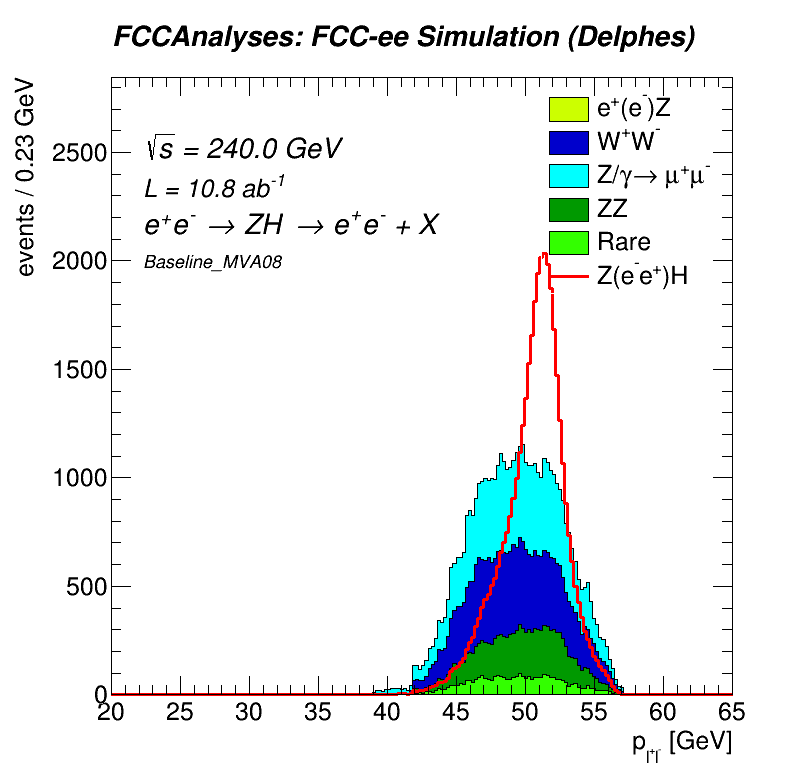 FCCAnalyses: FCC-ee Simulation (Delphes)
events / 0.23 GeV
√s = 240.0 GeV
L = 10.8 ab⁻¹
e⁺e⁻ → ZH → e⁺e⁻ + X
Baseline_MVA08
e⁺(e⁻)Z
W⁺W⁻
Z/γ→ μ⁺μ⁻
ZZ
Rare
Z(e⁻e⁺)H
2500
2000
1500
1000
500
0
20 25 30 35 40 45 50 55 60 65
p_l⁺l⁻ [GeV]